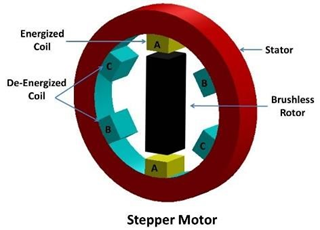 Energized
Coil
A
Stator
C
De-Energized
Coil
B
Brushless
Rotor
B
C
A
Stepper Motor